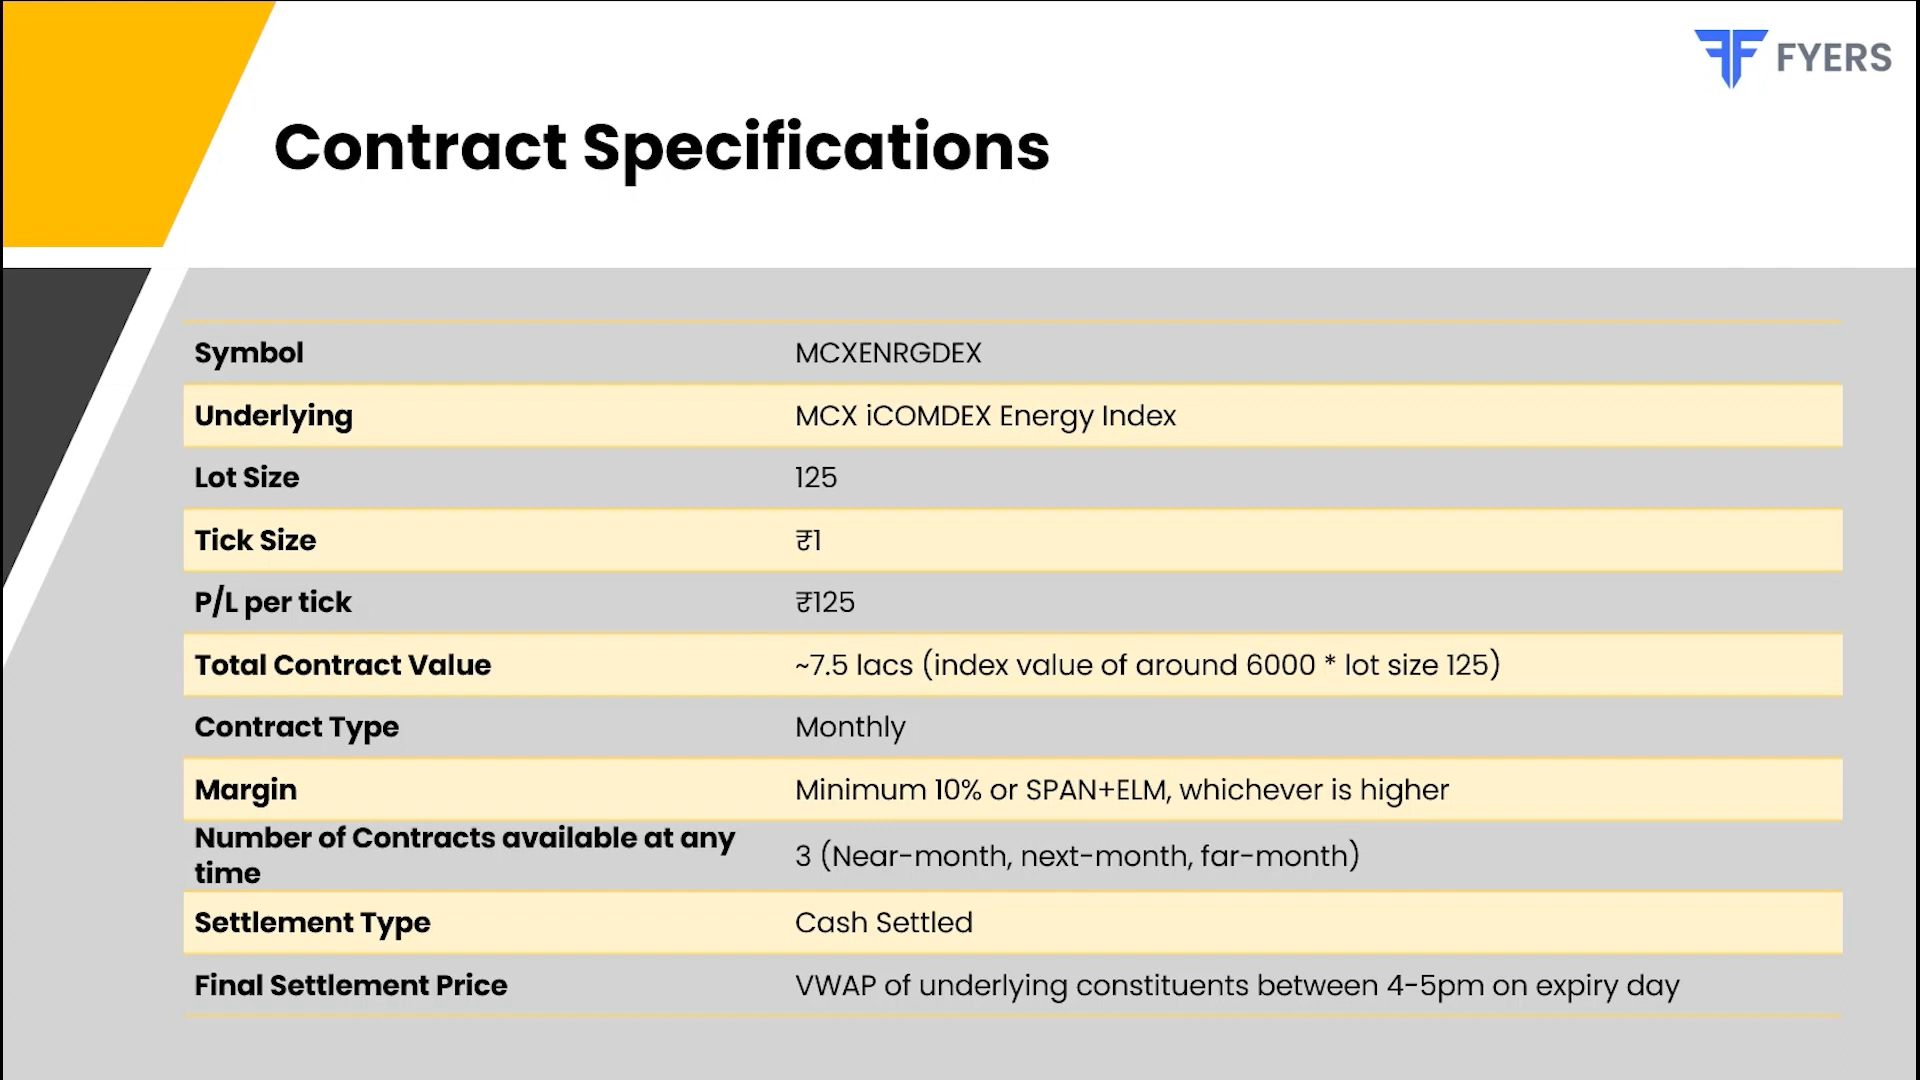 FYERS
Contract Specifications
Symbol MCXENRGDEX
Underlying MCX iCOMDEX Energy Index
Lot Size 125
Tick Size ₹1
P/L per tick ₹125
Total Contract Value ~7.5 lacs (index value of around 6000 * lot size 125)
Contract Type Monthly
Margin Minimum 10% or SPAN+ELM, whichever is higher
Number of Contracts available at any
time
3 (Near-month, next-month, far-month)
Settlement Type Cash Settled
Final Settlement Price VWAP of underlying constituents between 4-5pm on expiry day